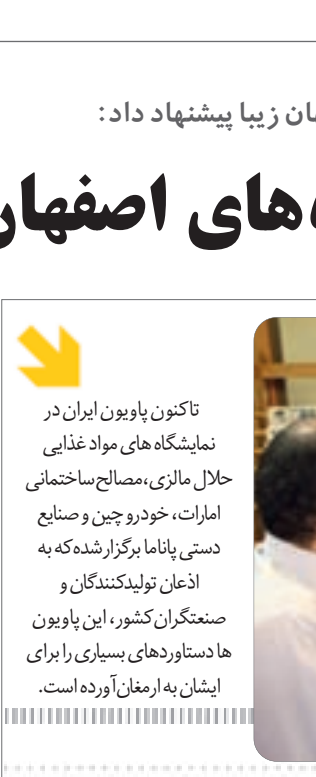 زیبا پیشنهاد داد:
های اصفهان
تاکنون پاویون ایران در
نمایشگاه های مواد غذایی
حلال مالزی،مصالح ساختمانی
امارات، خودرو چین و صنایع
دستی پاناما برگزار شده که به
اذعان تولیدکنندگان و
صنعتگران کشور، این پاویون
ها دستاوردهای بسیاری را برای
ایشان به ارمغان آورده است.